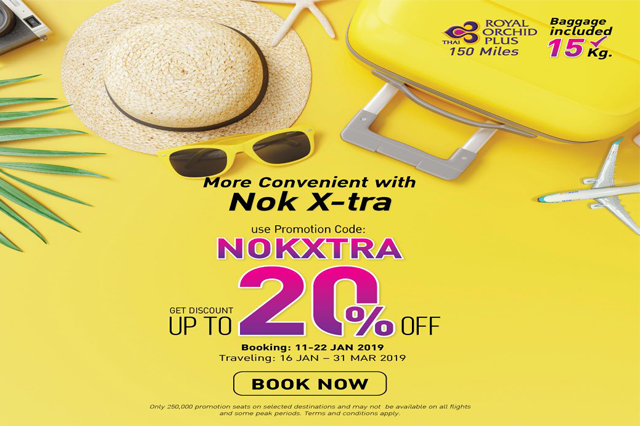 THAI
ROYAL
ORCHID
PLUS
150 Miles
Baggage
included
15 Kg.
More Convenient with
Nok X-tra
use Promotion Code:
NOKXTRA
GET DISCOUNT
UP TO 20% OFF
Booking: 11-22 JAN 2019
Traveling: 16 JAN – 31 MAR 2019
BOOK NOW
Only 250,000 promotion seats on selected destinations and may not be available on all flights
and some peak periods. Terms and conditions apply.